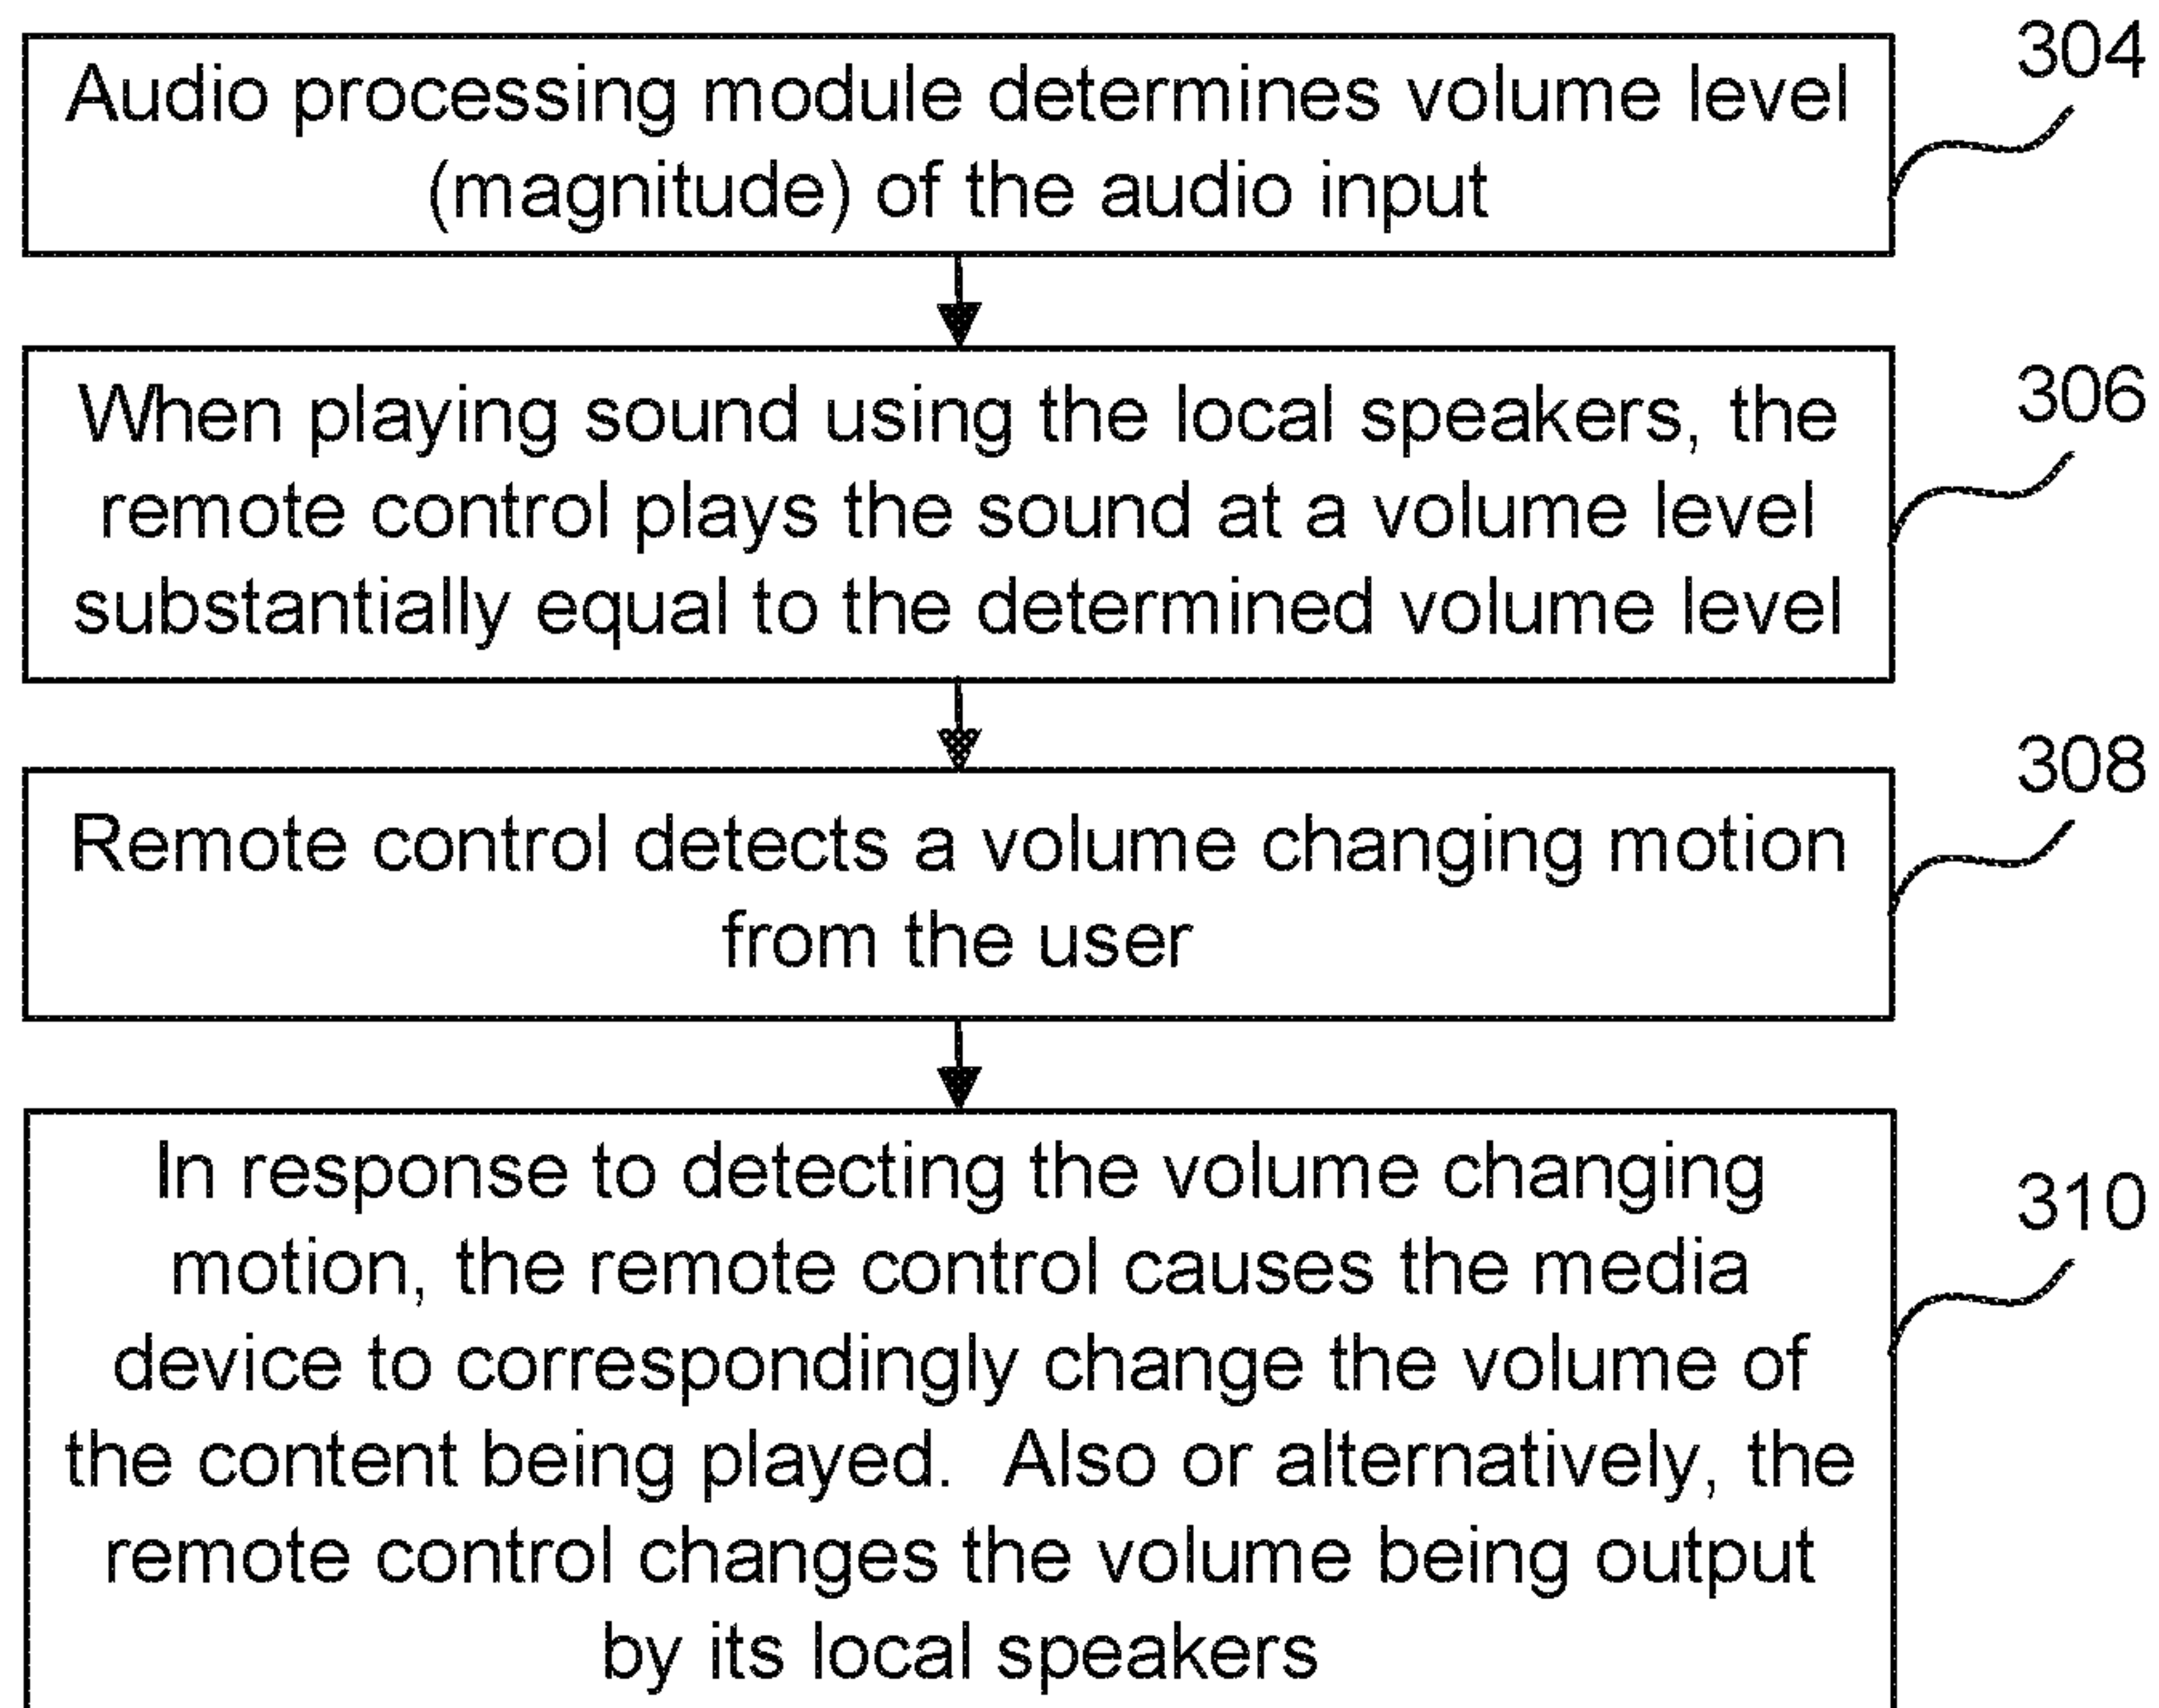 304
Audio processing module determines volume level
(magnitude) of the audio input
306
When playing sound using the local speakers, the
remote control plays the sound at a volume level
substantially equal to the determined volume level
308
Remote control detects a volume changing motion
from the user
310
In response to detecting the volume changing
motion, the remote control causes the media
device to correspondingly change the volume of
the content being played.  Also or alternatively, the
remote control changes the volume being output
by its local speakers